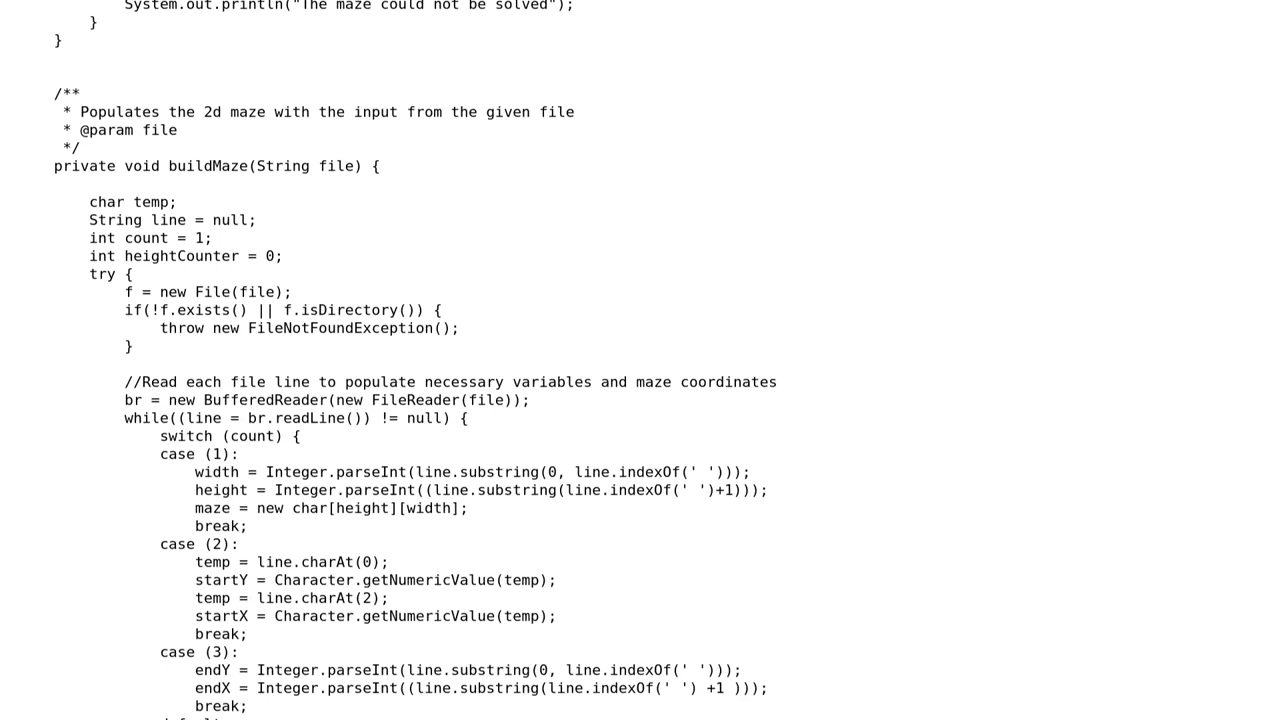 System.out.println("The maze could not be solved");
        }
    }


    /**
     * Populates the 2d maze with the input from the given file
     * @param file
     */
    private void buildMaze(String file) {

        char temp;
        String line = null;
        int count = 1;
        int heightCounter = 0;
        try {
            f = new File(file);
            if(!f.exists() || f.isDirectory()) {
                throw new FileNotFoundException();
            }

            //Read each file line to populate necessary variables and maze coordinates
            br = new BufferedReader(new FileReader(file));
            while((line = br.readLine()) != null) {
                switch (count) {
                case (1):
                    width = Integer.parseInt(line.substring(0, line.indexOf(' ')));
                    height = Integer.parseInt((line.substring(line.indexOf(' ')+1)));
                    maze = new char[height][width];
                    break;
                case (2):
                    temp = line.charAt(0);
                    startY = Character.getNumericValue(temp);
                    temp = line.charAt(2);
                    startX = Character.getNumericValue(temp);
                    break;
                case (3):
                    endY = Integer.parseInt(line.substring(0, line.indexOf(' ')));
                    endX = Integer.parseInt((line.substring(line.indexOf(' ') +1 )));
                    break;